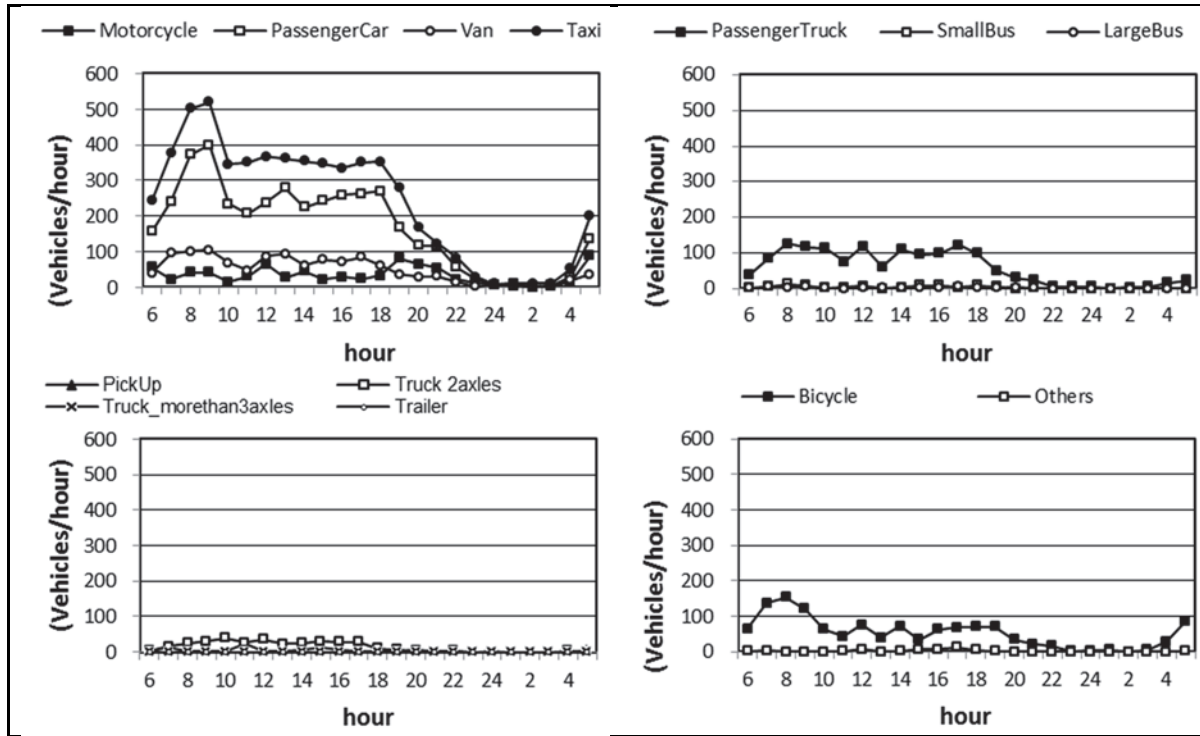 Motorcycle PassengerCar Van Taxi
(Vehicles/hour)
600
500
400
300
200
100
0
6 8 10 12 14 16 18 20 22 24 2 4
hour
PassengerTruck SmallBus LargeBus
(Vehicles/hour)
600
500
400
300
200
100
0
6 8 10 12 14 16 18 20 22 24 2 4
hour
PickUp Truck 2axles
Truck_morethan3axles Trailer
(Vehicles/hour)
600
500
400
300
200
100
0
6 8 10 12 14 16 18 20 22 24 2 4
hour
Bicycle Others
(Vehicles/hour)
600
500
400
300
200
100
0
6 8 10 12 14 16 18 20 22 24 2 4
hour